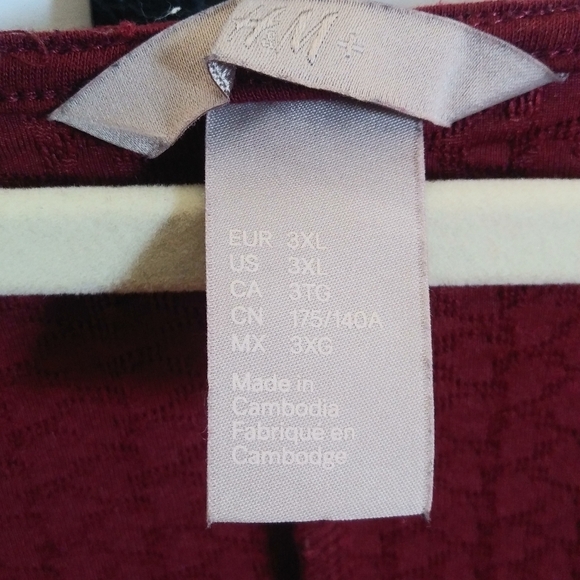 H&M+
EUR 3XL
US 3XL
CA 3TG
CN 175/140A
MX 3XG
Made in
Cambodia
Fabriqué en
Cambodge